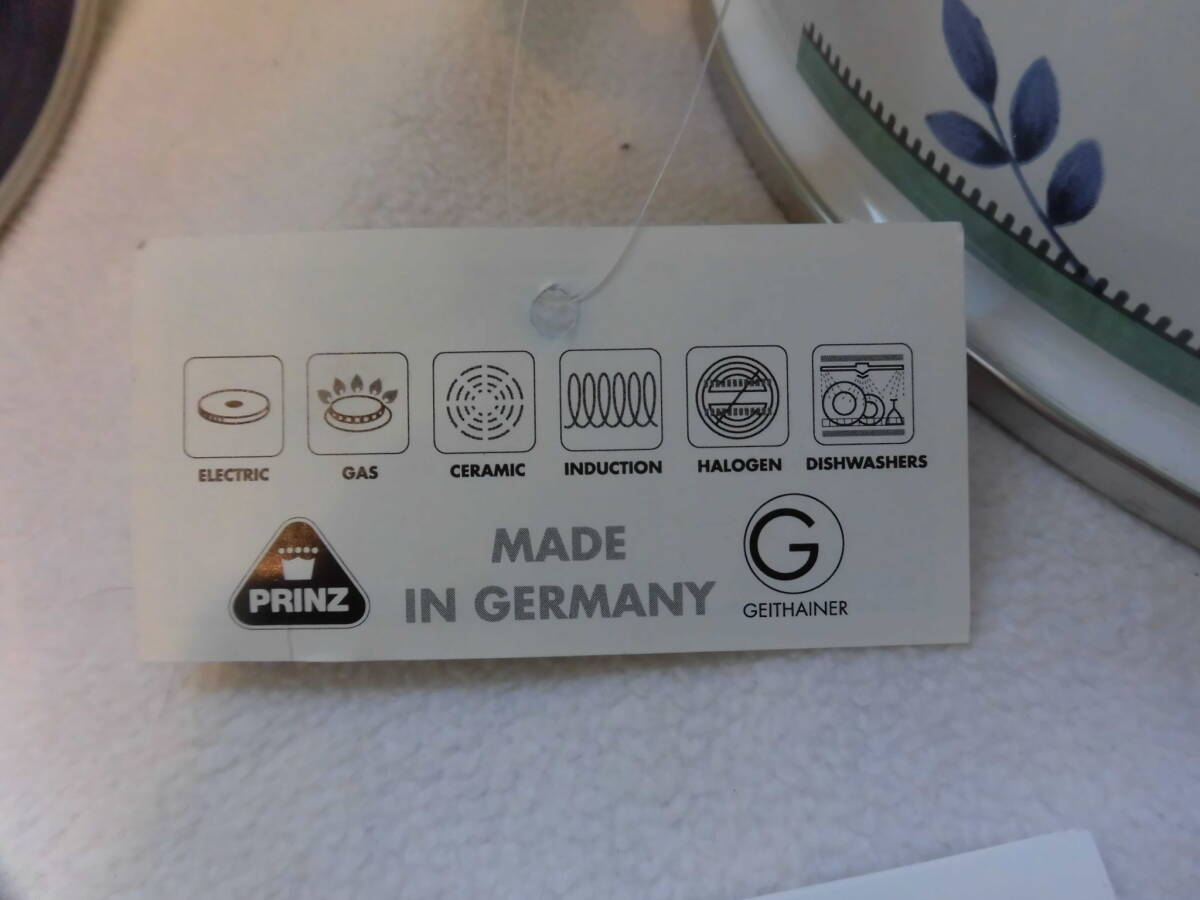 ELECTRIC GAS CERAMIC INDUCTION HALOGEN DISHWASHERS
PRINZ
MADE
IN GERMANY
G
GEITHAINER